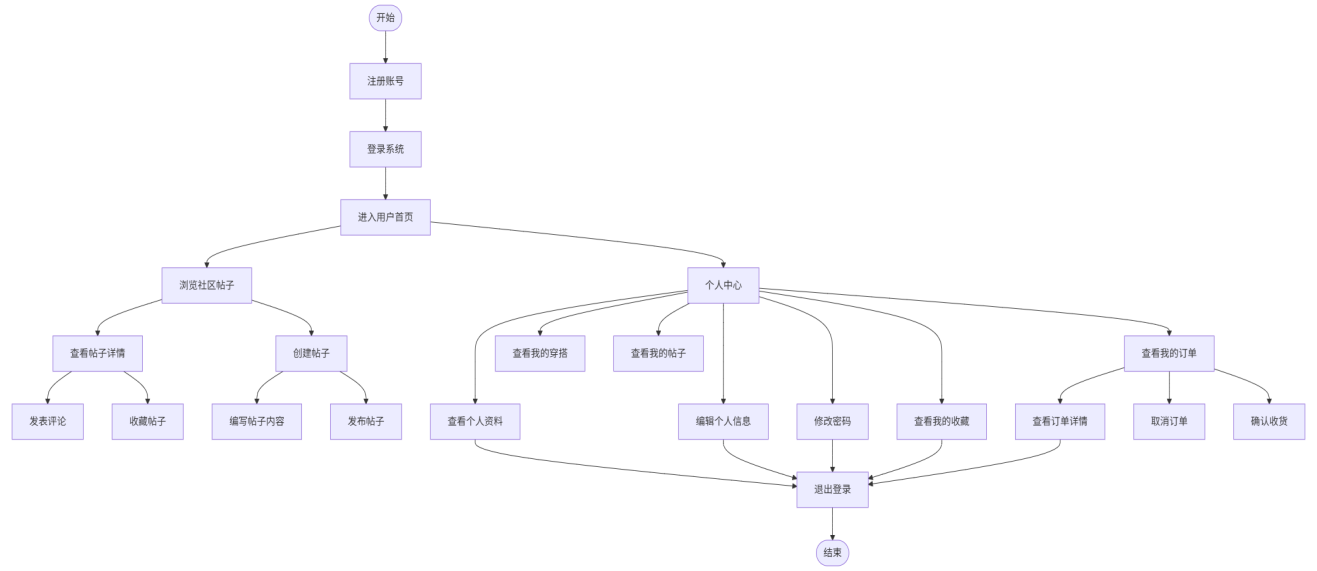 开始
注册账号
登录系统
进入用户首页
浏览社区帖子
个人中心
查看帖子详情
创建帖子
查看我的穿搭
查看我的帖子
查看我的订单
发表评论
收藏帖子
编写帖子内容
发布帖子
查看个人资料
编辑个人信息
修改密码
查看我的收藏
查看订单详情
取消订单
确认收货
退出登录
结束